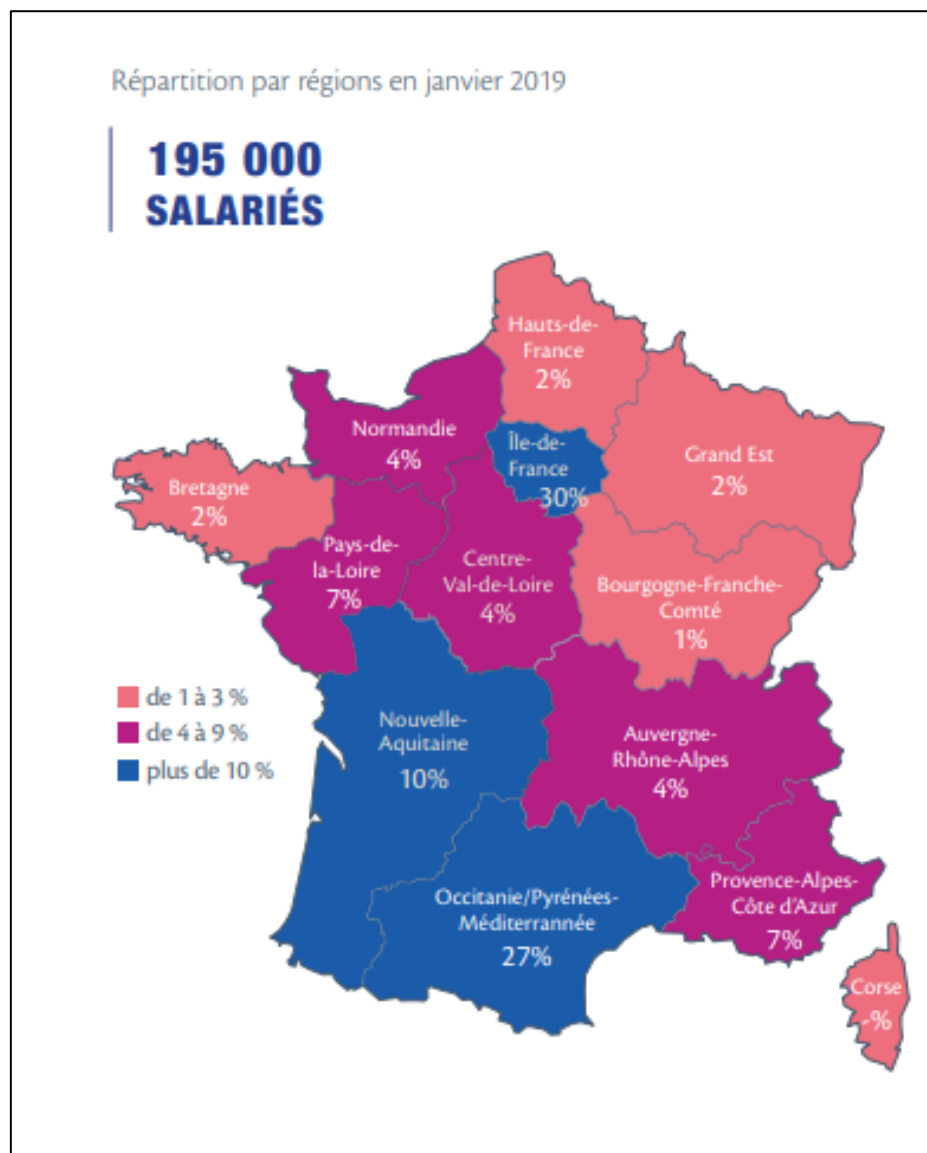 Répartition par régions en janvier 2019
195 000
SALARIÉS
Hauts-de-
France
2%
Normandie
4%
Île-de-
France
30%
Grand Est
2%
Bretagne
2%
Pays-de-
la-Loire
7%
Centre-
Val-de-Loire
4%
Bourgogne-Franche-
Comté
1%
de 1 à 3 %
de 4 à 9 %
plus de 10 %
Nouvelle-
Aquitaine
10%
Auvergne-
Rhône-Alpes
4%
Occitanie/Pyrénées-
Méditerrannée
27%
Provence-Alpes-
Côte d'Azur
7%
Corse
-%